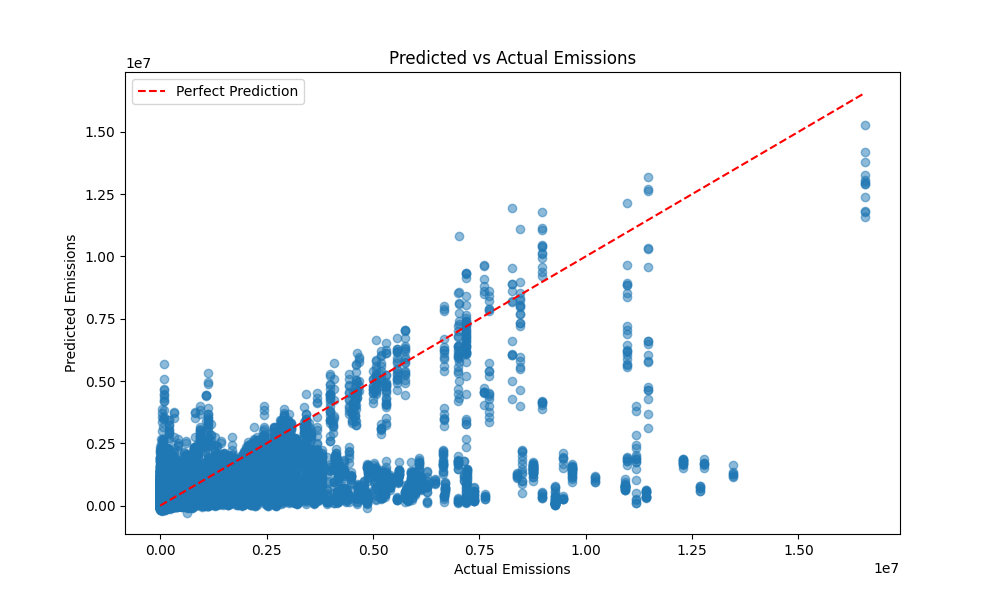 Predicted vs Actual Emissions
1e7
Perfect Prediction
1.50
1.25
1.00
0.75
0.50
0.25
0.00
Predicted Emissions
0.00 0.25 0.50 0.75 1.00 1.25 1.50
Actual Emissions
1e7